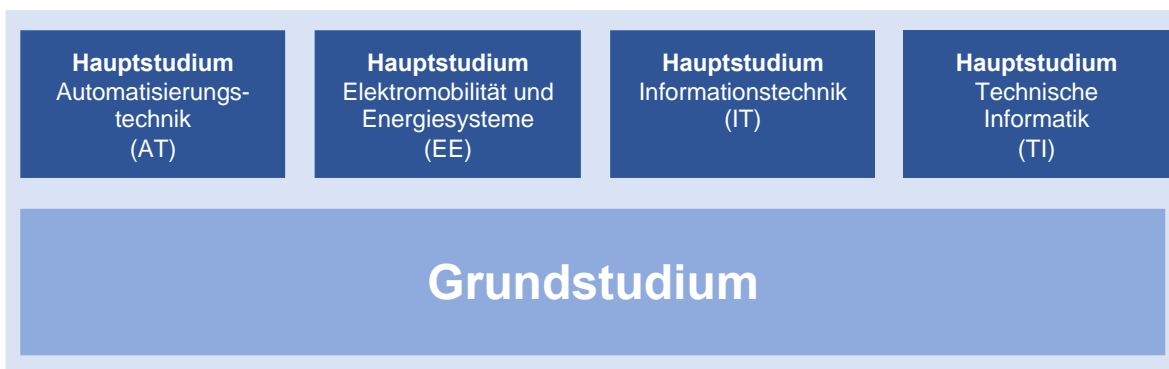 Hauptstudium
Automatisierungs-
technik
(AT)
Hauptstudium
Elektromobilität und
Energiesysteme
(EE)
Hauptstudium
Informationstechnik
(IT)
Hauptstudium
Technische
Informatik
(TI)
Grundstudium